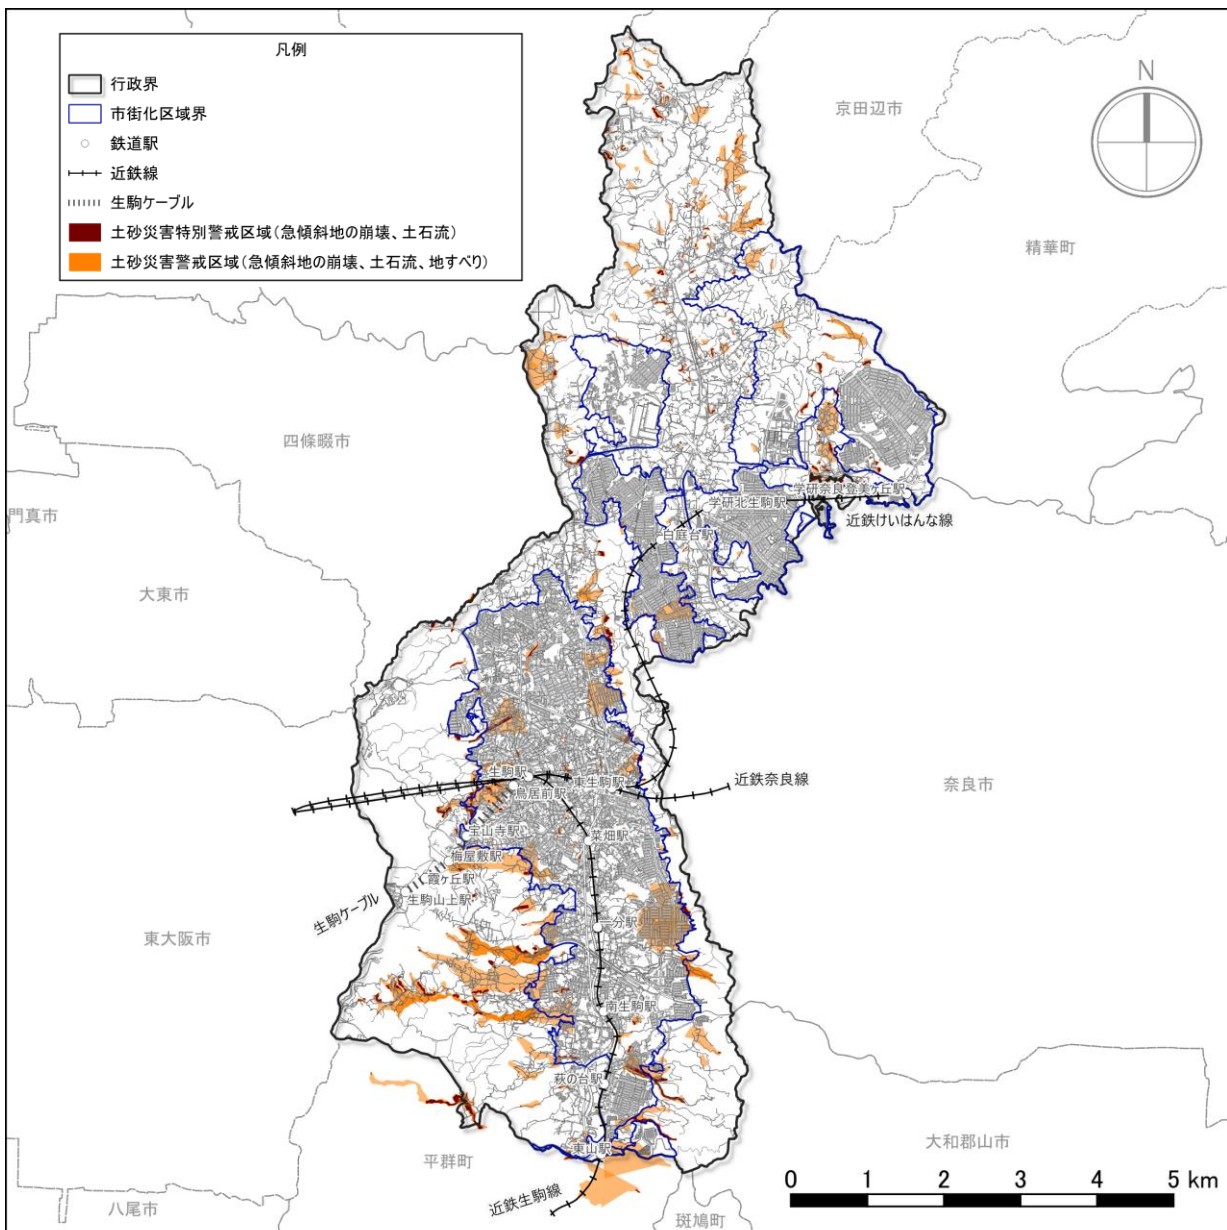 凡例
行政界
市街化区域界
鉄道駅
近鉄線
生駒ケーブル
土砂災害特別警戒区域（急傾斜地の崩壊、土石流）
土砂災害警戒区域（急傾斜地の崩壊、土石流、地すべり）
N
京田辺市
精華町
四條畷市
門真市
学研奈良登美ヶ丘駅
学研北生駒駅
近鉄けいはんな線
白庭台駅
大東市
生駒駅
東生駒駅
近鉄奈良線
奈良市
鳥居前駅
宝山寺駅
菜畑駅
梅屋敷駅
霞ヶ丘駅
生駒山上駅
生駒ケーブル
一分駅
東大阪市
南生駒駅
萩の台駅
東山駅
平群町
大和郡山市
近鉄生駒線
八尾市
斑鳩町
0 1 2 3 4 5 km